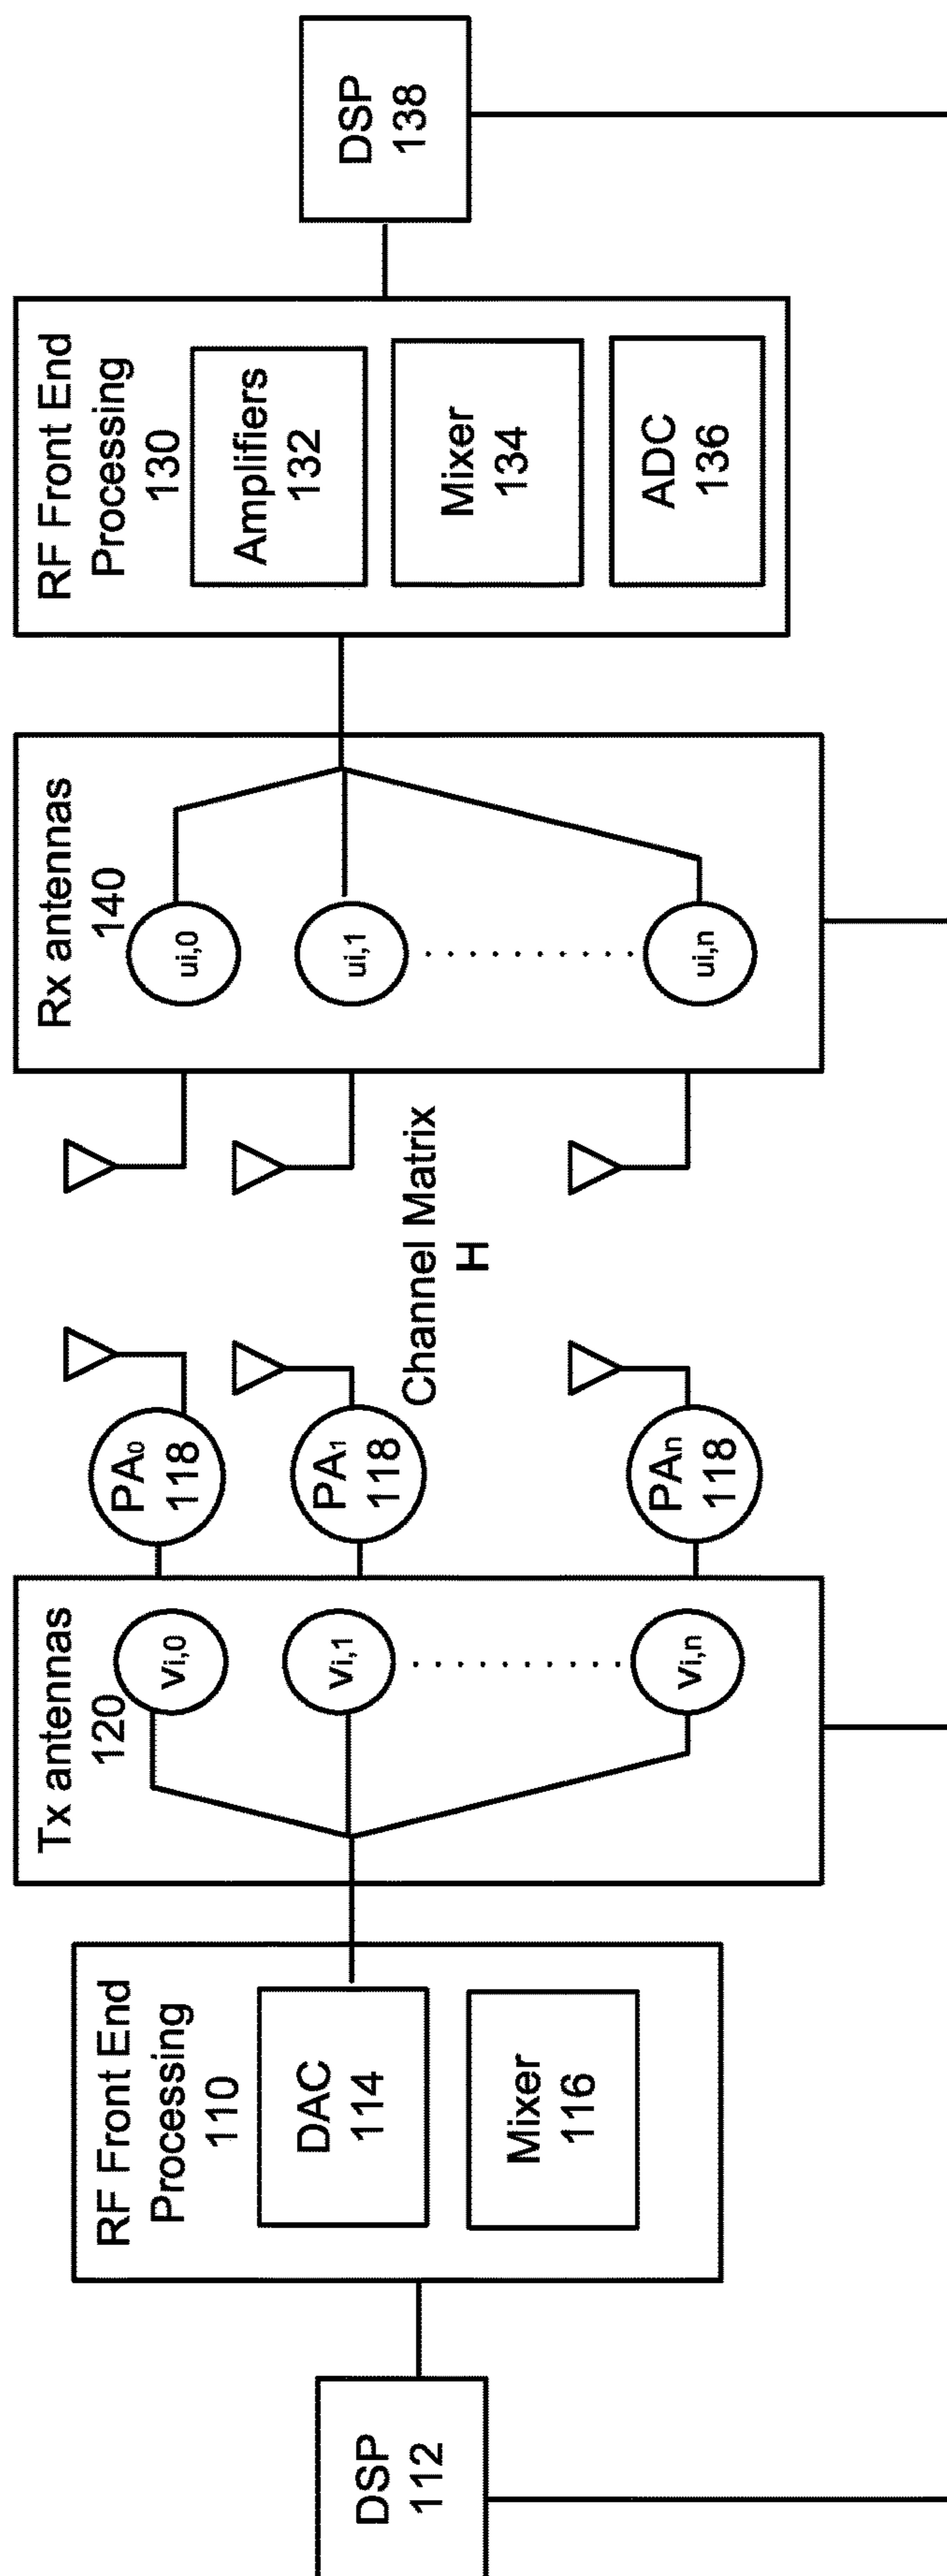 DSP
112
RF Front End
Processing
110
DAC
114
Mixer
116
Tx antennas
120
Vi,0
Vi,1
Vi,n
PA0
118
PA1
118
PAn
118
Channel Matrix
H
Rx antennas
140
ui,0
ui,1
ui,n
RF Front End
Processing
130
Amplifiers
132
Mixer
134
ADC
136
DSP
138